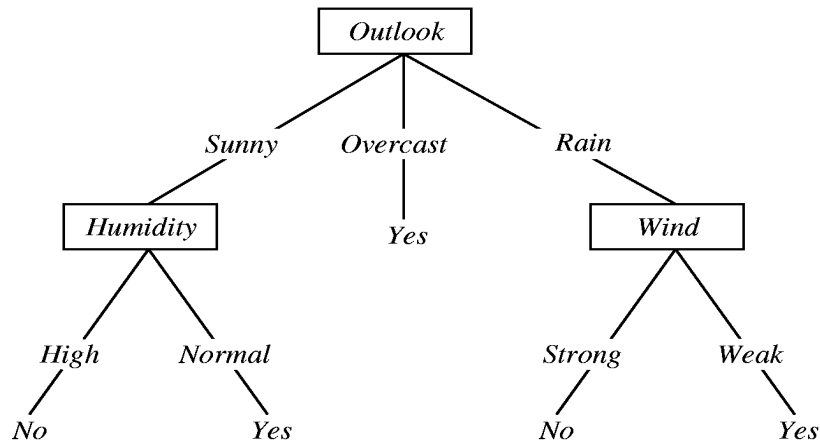 Outlook
Sunny Overcast Rain
Humidity Yes Wind
High Normal Strong Weak
No Yes No Yes